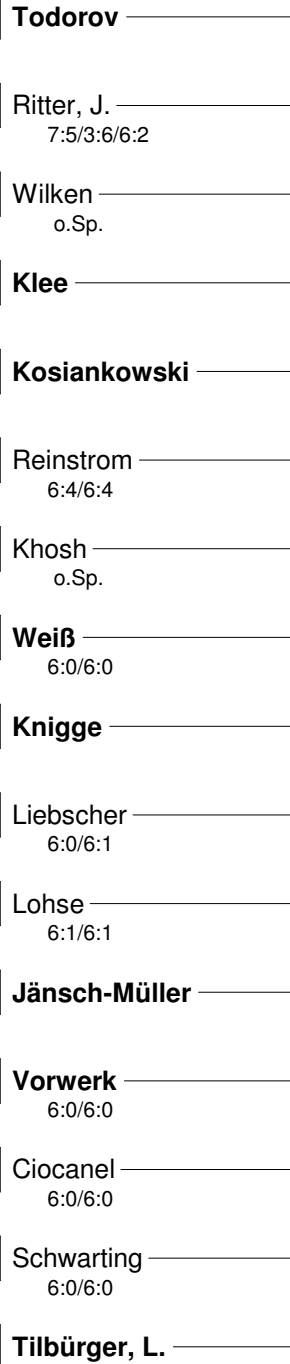 Todorov
Ritter, J.
7:5/3:6/6:2
Wilken
o.Sp.
Klee
Kosiankowski
Reinstrom
6:4/6:4
Khosh
o.Sp.
Weiß
6:0/6:0
Knigge
Liebscher
6:0/6:1
Lohse
6:1/6:1
Jänsch-Müller
Vorwerk
6:0/6:0
Ciocanel
6:0/6:0
Schwarting
6:0/6:0
Tilbürger, L.